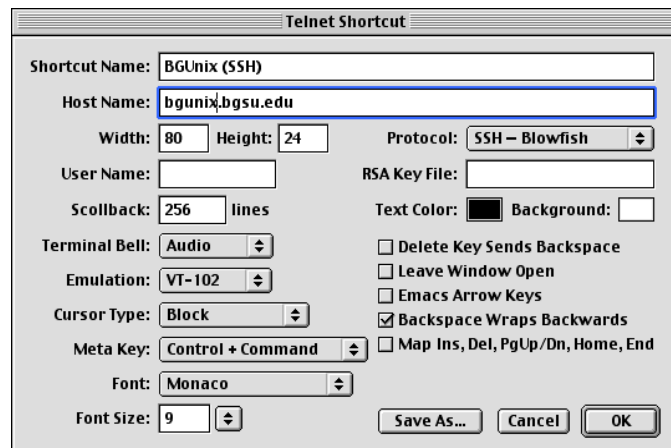 Telnet Shortcut
Shortcut Name: BGUnix (SSH)
Host Name: bgunix.bgsu.edu
Width: 80 Height: 24 Protocol: SSH – Blowfish
User Name: RSA Key File:
Scollback: 256 lines Text Color: Background:
Terminal Bell: Audio
Delete Key Sends Backspace
Emulation: VT-102
Leave Window Open
Emacs Arrow Keys
Cursor Type: Block
Backspace Wraps Backwards
Meta Key: Control + Command
Map Ins, Del, PgUp/Dn, Home, End
Font: Monaco
Font Size: 9
Save As... Cancel OK